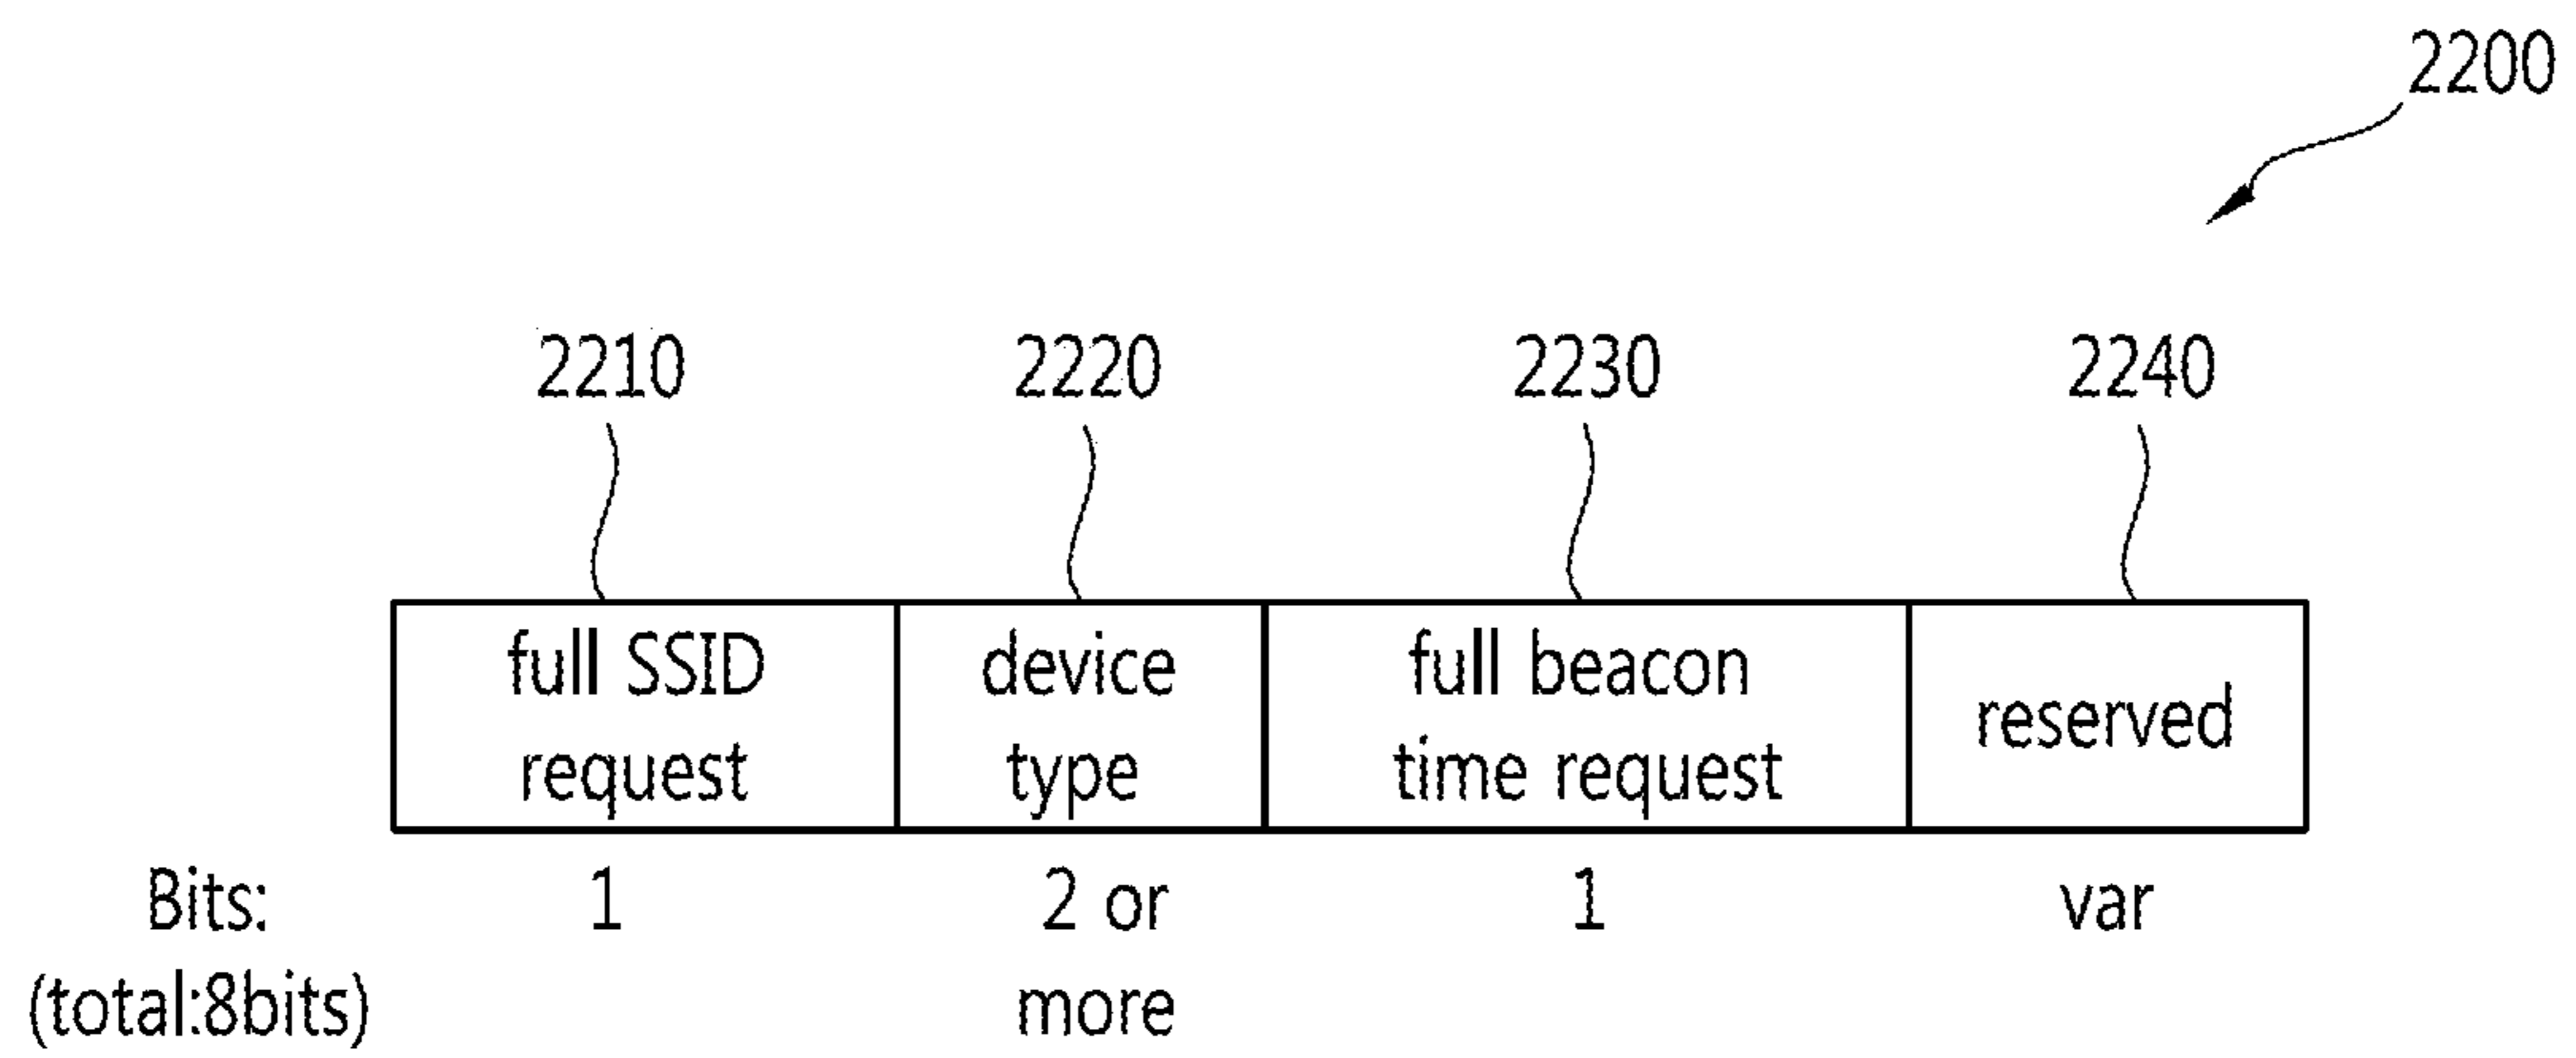 2200
2210 2220 2230 2240
full SSID device full beacon reserved
request type time request
Bits: 1 2 or 1 var
(total:8bits) more